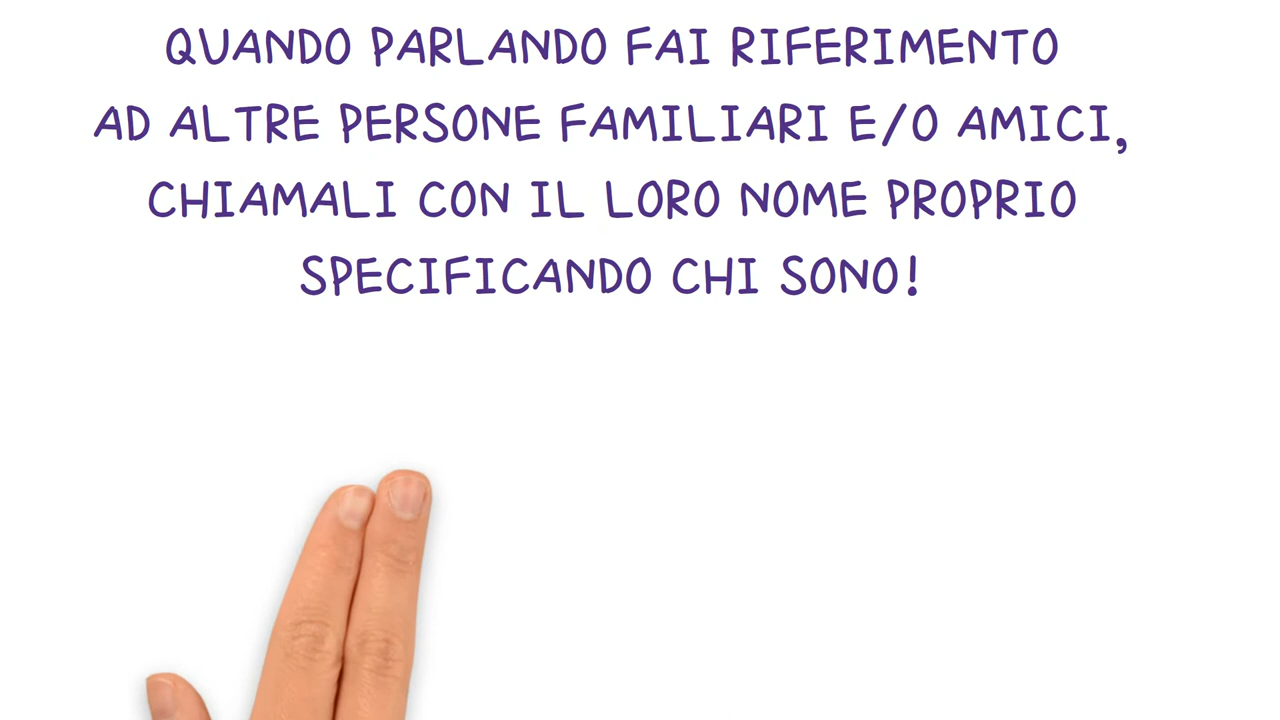 QUANDO PARLANDO FAI RIFERIMENTO
AD ALTRE PERSONE FAMILIARI E/O AMICI,
CHIAMALI CON IL LORO NOME PROPRIO
SPECIFICANDO CHI SONO!